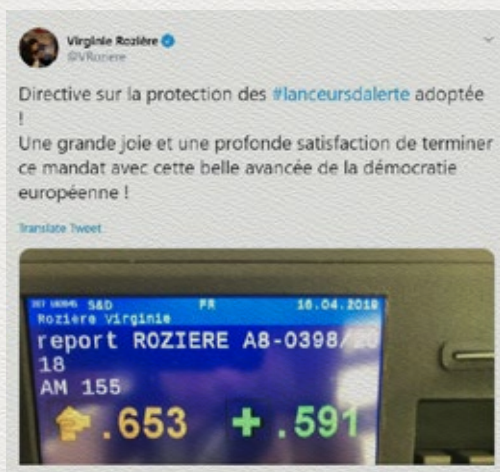 Virginie Rozière
@VRoziere
Directive sur la protection des #lanceursdalerte adoptée
!
Une grande joie et une profonde satisfaction de terminer
ce mandat avec cette belle avancée de la démocratie
européenne !
Translate Tweet
S&D FR 16.04.2019
Roziere Virginie
report ROZIERE A8-0398/20
18
AM 155
.653 + .591